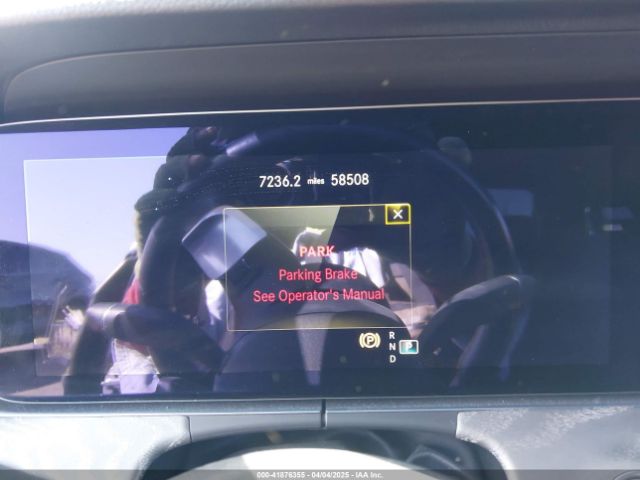 7236.2 miles 58508
X
PARK
Parking Brake
See Operator's Manual
P
R
N P
D
000-41876355 - 04/04/2025 - IAA Inc.